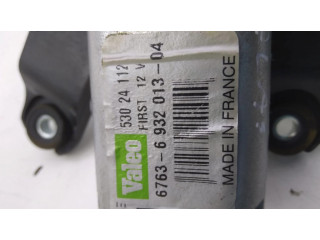 Valeo
530 24 112
FIRST 12 V
6763- 6 932 013-04
MADE IN FRANCE